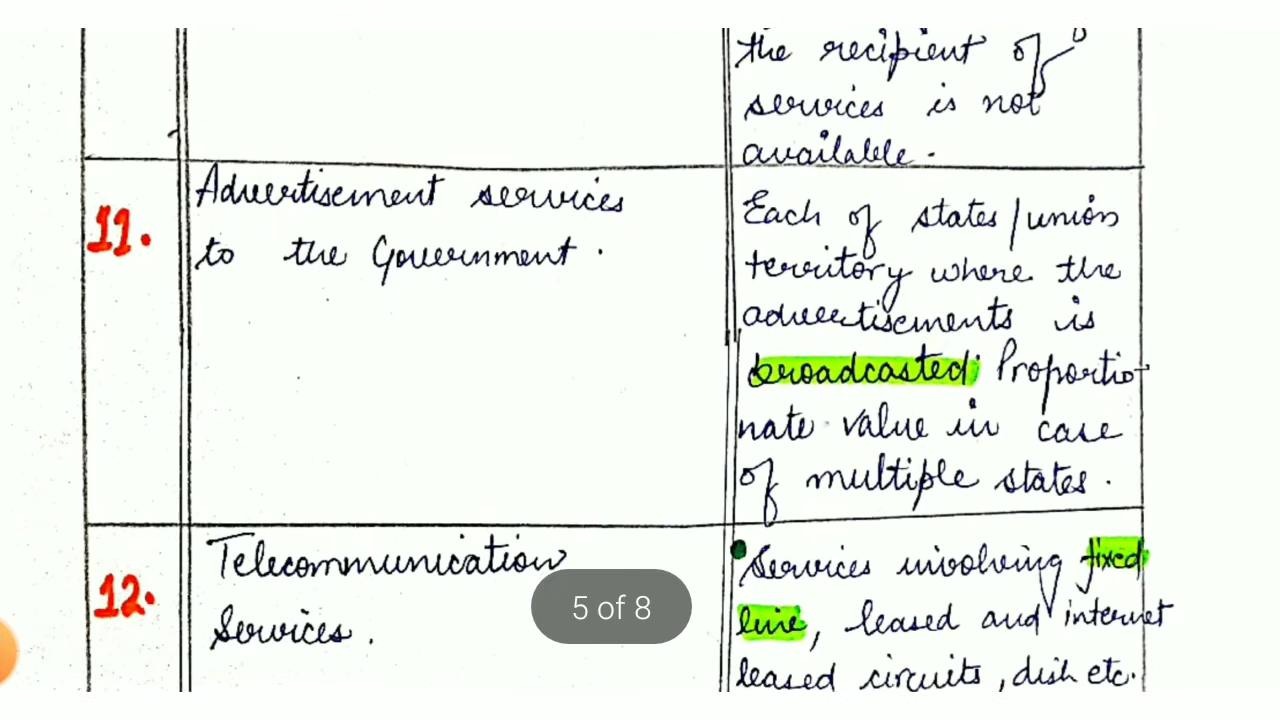 the recipient of
services is not
available.
11.
Advertisement services
to the Government.
Each of states/union
territory where the
advertisements is
broadcasted. Proportio-
nate value in case
of multiple states.
12.
Telecommunication
Services.
Services involving fixed
line, leased and internet
leased circuits, dish etc.
5 of 8